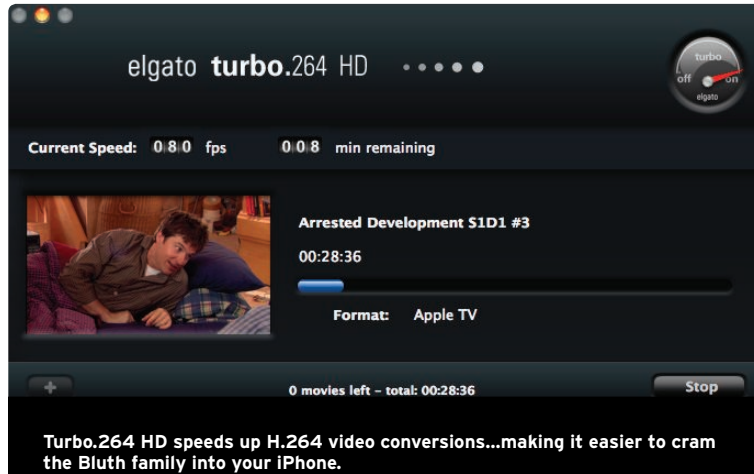 elgato turbo.264 HD
turbo
off on
elgato
Current Speed: 080 fps 008 min remaining
Arrested Development S1D1 #3
00:28:36
Format: Apple TV
+
0 movies left – total: 00:28:36
Stop
Turbo.264 HD speeds up H.264 video conversions...making it easier to cram
the Bluth family into your iPhone.